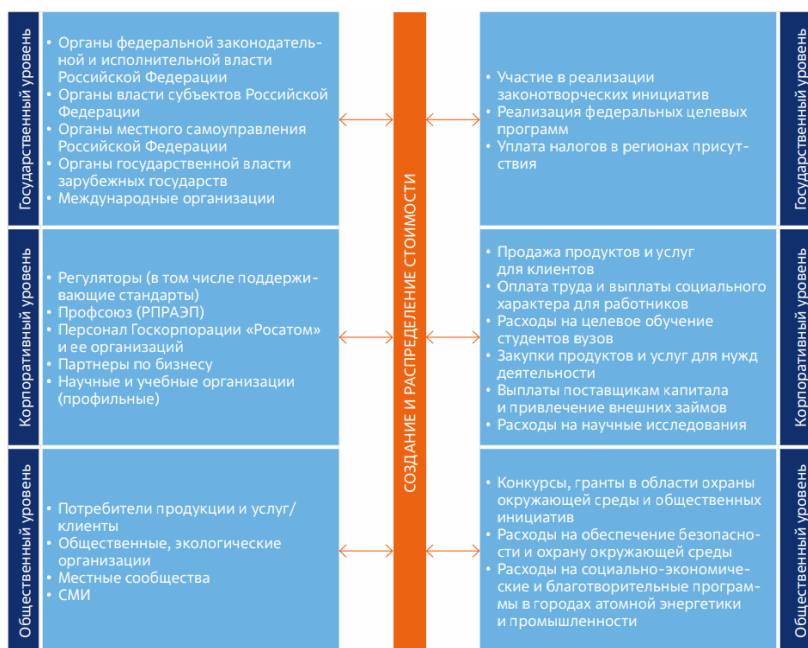 Государственный уровень
• Органы федеральной законодатель-
ной и исполнительной власти
Российской Федерации
• Органы власти субъектов Российской
Федерации
• Органы местного самоуправления
Российской Федерации
• Органы государственной власти
зарубежных государств
• Международные организации
Корпоративный уровень
• Регуляторы (в том числе поддержи-
вающие стандарты)
• Профсоюз (РПРАЭП)
• Персонал Госкорпорации «Росатом»
и ее организаций
• Партнеры по бизнесу
• Научные и учебные организации
(профильные)
Общественный уровень
• Потребители продукции и услуг/
клиенты
• Общественные, экологические
организации
• Местные сообщества
• СМИ
СОЗДАНИЕ И РАСПРЕДЕЛЕНИЕ СТОИМОСТИ
• Участие в реализации
законотворческих инициатив
• Реализация федеральных целевых
программ
• Уплата налогов в регионах присут-
ствия
Государственный уровень
• Продажа продуктов и услуг
для клиентов
• Оплата труда и выплаты социального
характера для работников
• Расходы на целевое обучение
студентов вузов
• Закупки продуктов и услуг для нужд
деятельности
• Выплаты поставщикам капитала
и привлечение внешних займов
• Расходы на научные исследования
Корпоративный уровень
• Конкурсы, гранты в области охраны
окружающей среды и общественных
инициатив
• Расходы на обеспечение безопаснос-
ти и охрану окружающей среды
• Расходы на социально-экономичес-
кие и благотворительные програм-
мы в городах атомной энергетики
и промышленности
Общественный уровень